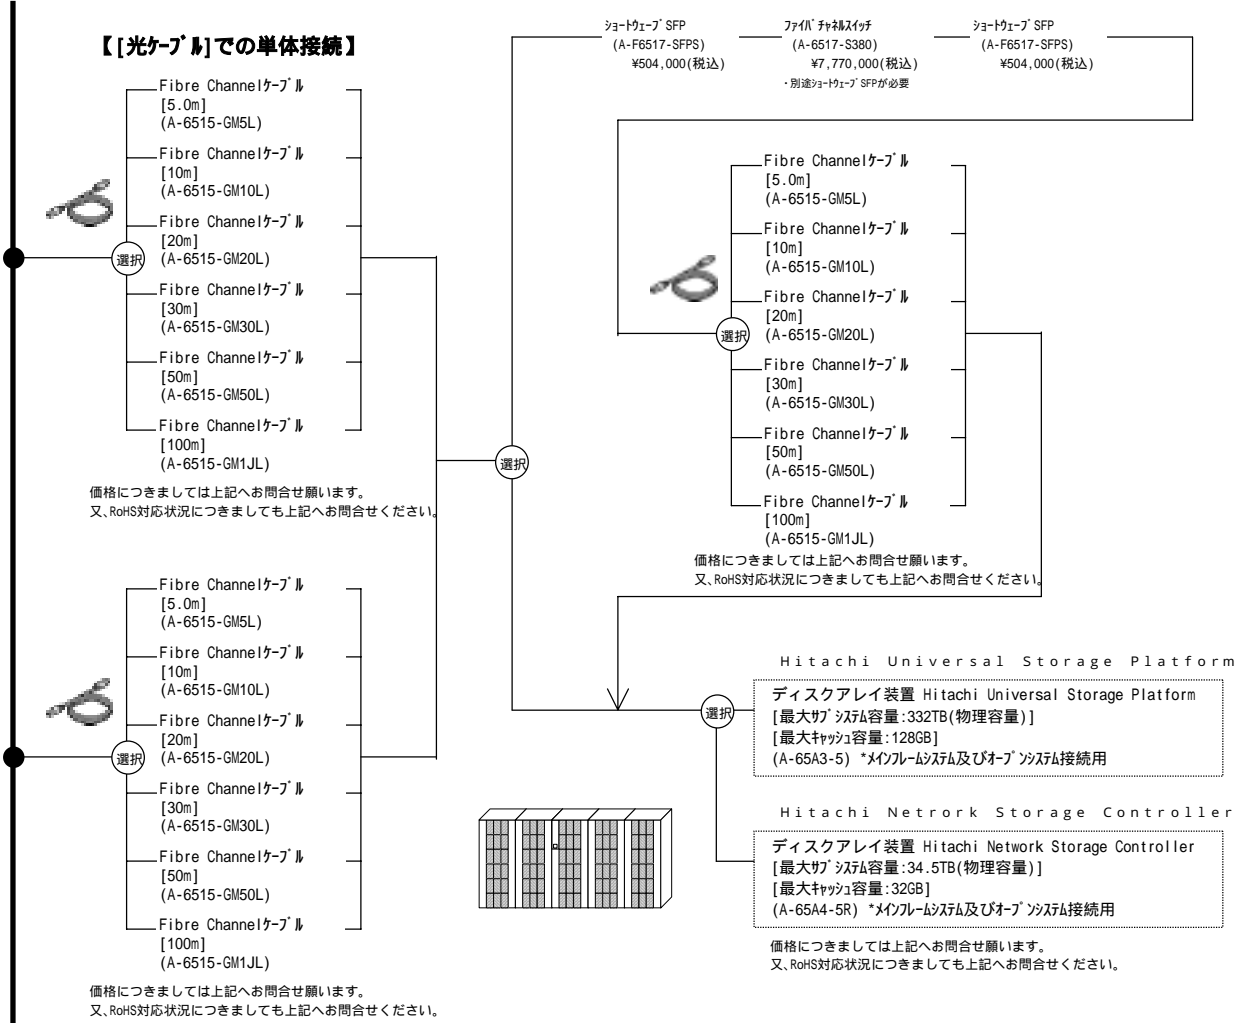 【[光ｹｰﾌﾞﾙ]での単体接続】
Fibre Channelｹｰﾌﾞﾙ
[5.0m]
(A-6515-GM5L)
Fibre Channelｹｰﾌﾞﾙ
[10m]
(A-6515-GM10L)
Fibre Channelｹｰﾌﾞﾙ
[20m]
(A-6515-GM20L)
選択
Fibre Channelｹｰﾌﾞﾙ
[30m]
(A-6515-GM30L)
Fibre Channelｹｰﾌﾞﾙ
[50m]
(A-6515-GM50L)
Fibre Channelｹｰﾌﾞﾙ
[100m]
(A-6515-GM1JL)
価格につきましては上記へお問合せ願います。
又､RoHS対応状況につきましても上記へお問合せください。
Fibre Channelｹｰﾌﾞﾙ
[5.0m]
(A-6515-GM5L)
Fibre Channelｹｰﾌﾞﾙ
[10m]
(A-6515-GM10L)
Fibre Channelｹｰﾌﾞﾙ
[20m]
(A-6515-GM20L)
選択
Fibre Channelｹｰﾌﾞﾙ
[30m]
(A-6515-GM30L)
Fibre Channelｹｰﾌﾞﾙ
[50m]
(A-6515-GM50L)
Fibre Channelｹｰﾌﾞﾙ
[100m]
(A-6515-GM1JL)
価格につきましては上記へお問合せ願います。
又､RoHS対応状況につきましても上記へお問合せください。
選択
ｼｮｰﾄｳｪｰﾌﾞSFP
(A-F6517-SFPS)
¥504,000(税込)
ﾌｧｲﾊﾞﾁｬﾈﾙｽｲｯﾁ
(A-6517-S380)
¥7,770,000(税込)
・別途ｼｮｰﾄｳｪｰﾌﾞSFPが必要
ｼｮｰﾄｳｪｰﾌﾞSFP
(A-F6517-SFPS)
¥504,000(税込)
Fibre Channelｹｰﾌﾞﾙ
[5.0m]
(A-6515-GM5L)
Fibre Channelｹｰﾌﾞﾙ
[10m]
(A-6515-GM10L)
Fibre Channelｹｰﾌﾞﾙ
[20m]
(A-6515-GM20L)
選択
Fibre Channelｹｰﾌﾞﾙ
[30m]
(A-6515-GM30L)
Fibre Channelｹｰﾌﾞﾙ
[50m]
(A-6515-GM50L)
Fibre Channelｹｰﾌﾞﾙ
[100m]
(A-6515-GM1JL)
価格につきましては上記へお問合せ願います。
又､RoHS対応状況につきましても上記へお問合せください。
選択
Hitachi Universal Storage Platform
ディスクアレイ装置 Hitachi Universal Storage Platform
[最大ｻﾌﾞｼｽﾃﾑ容量:332TB(物理容量)]
[最大ｷｬｯｼｭ容量:128GB]
(A-65A3-5) *ﾒｲﾝﾌﾚｰﾑｼｽﾃﾑ及びｵｰﾌﾟﾝｼｽﾃﾑ接続用
Hitachi Netrork Storage Controller
ディスクアレイ装置 Hitachi Network Storage Controller
[最大ｻﾌﾞｼｽﾃﾑ容量:34.5TB(物理容量)]
[最大ｷｬｯｼｭ容量:32GB]
(A-65A4-5R) *ﾒｲﾝﾌﾚｰﾑｼｽﾃﾑ及びｵｰﾌﾟﾝｼｽﾃﾑ接続用
価格につきましては上記へお問合せ願います。
又､RoHS対応状況につきましても上記へお問合せください。